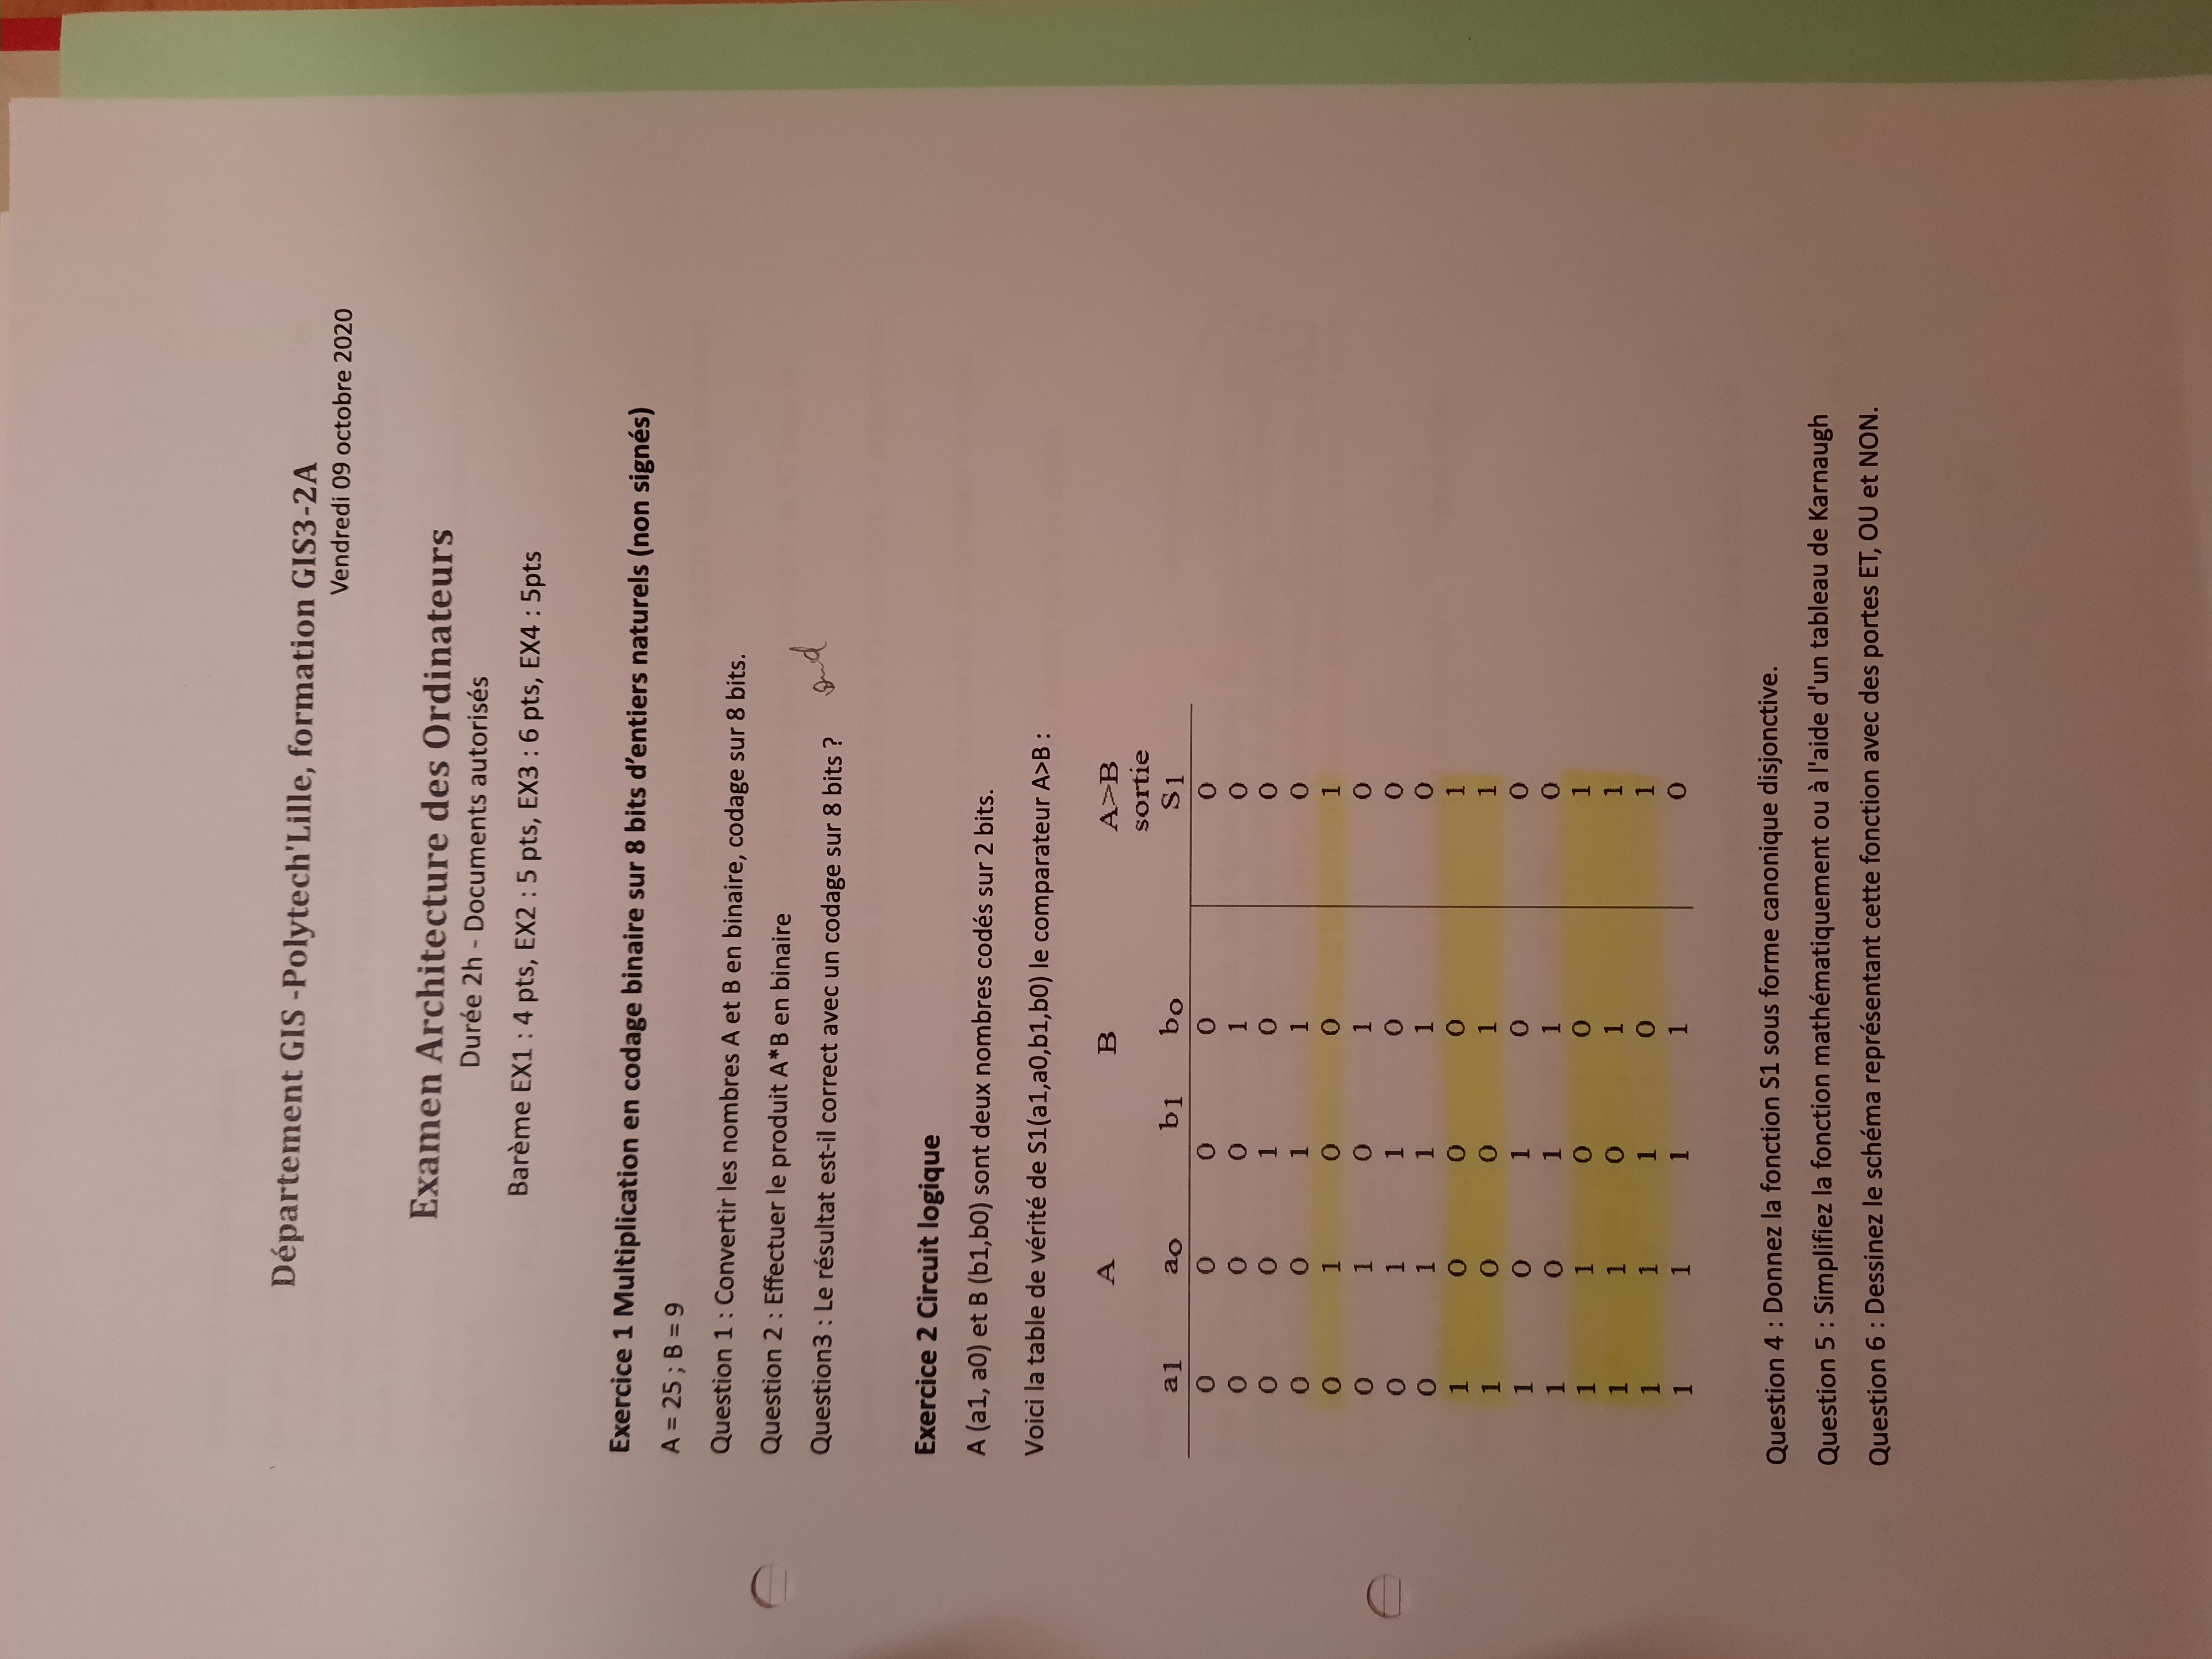 Département GIS -Polytech'Lille, formation GIS3-2A
Vendredi 09 octobre 2020
Examen Architecture des Ordinateurs
Durée 2h - Documents autorisés
Barème EX1 : 4 pts, EX2 : 5 pts, EX3 : 6 pts, EX4 : 5pts
Exercice 1 Multiplication en codage binaire sur 8 bits d'entiers naturels (non signés)
A = 25 ; B = 9
Question 1 : Convertir les nombres A et B en binaire, codage sur 8 bits.
Question 2 : Effectuer le produit A*B en binaire
Question3 : Le résultat est-il correct avec un codage sur 8 bits ?
Exercice 2 Circuit logique
A (a1, a0) et B (b1,b0) sont deux nombres codés sur 2 bits.
Voici la table de vérité de S1(a1,a0,b1,b0) le comparateur A>B :
A B A>B
sortie
a1 a0 b1 b0 S1
0 0 0 0 0
0 0 0 1 0
0 0 1 0 0
0 0 1 1 0
0 1 0 0 1
0 1 0 1 0
0 1 1 0 0
0 1 1 1 0
1 0 0 0 1
1 0 0 1 1
1 0 1 0 0
1 0 1 1 0
1 1 0 0 1
1 1 0 1 1
1 1 1 0 1
1 1 1 1 0
Question 4 : Donnez la fonction S1 sous forme canonique disjonctive.
Question 5 : Simplifiez la fonction mathématiquement ou à l'aide d'un tableau de Karnaugh
Question 6 : Dessinez le schéma représentant cette fonction avec des portes ET, OU et NON.